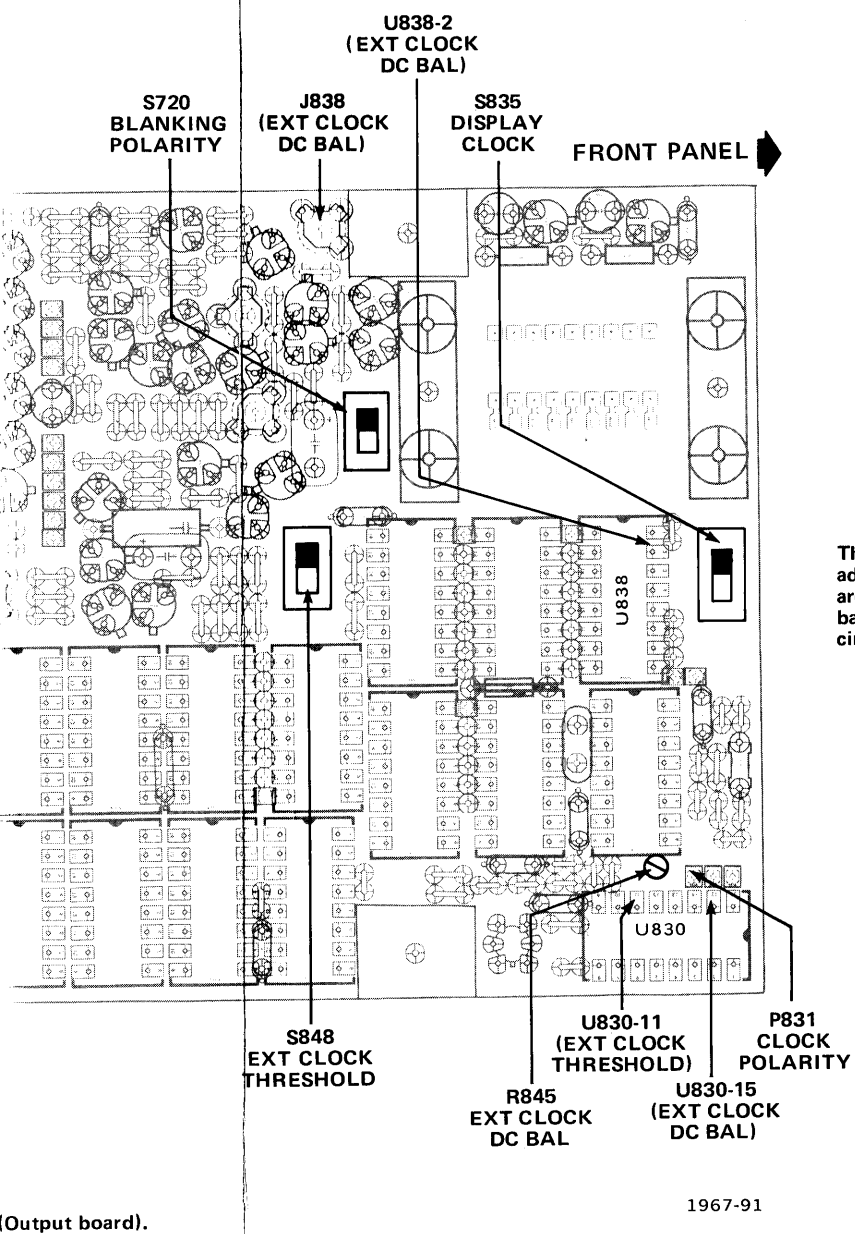 U838-2
(EXT CLOCK
DC BAL)
S720
BLANKING
POLARITY
J838
(EXT CLOCK
DC BAL)
S835
DISPLAY
CLOCK
FRONT PANEL
U838
U830
S848
EXT CLOCK
THRESHOLD
R845
EXT CLOCK
DC BAL
U830-11
(EXT CLOCK
THRESHOLD)
U830-15
(EXT CLOCK
DC BAL)
P831
CLOCK
POLARITY
1967-91
(Output board).